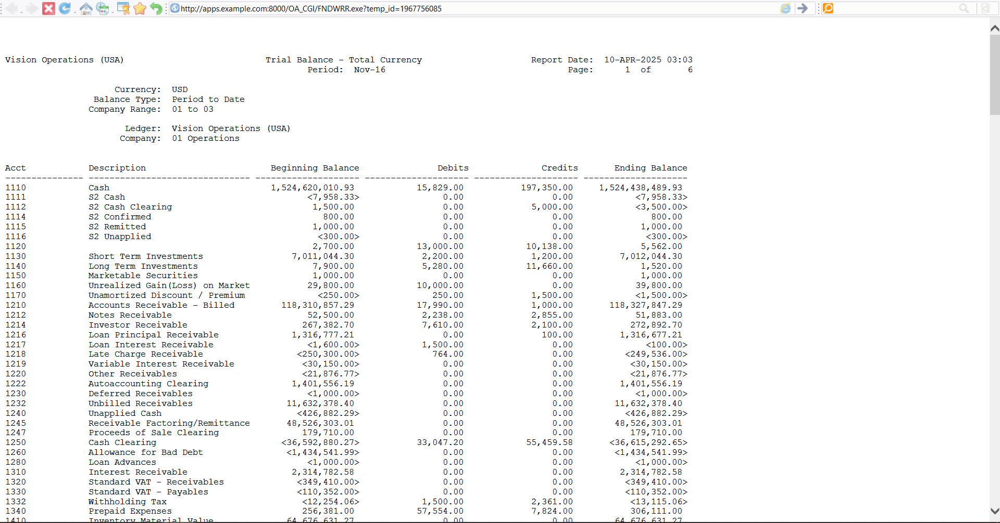 http://apps.example.com:8000/OA_CGI/FNDWRR.exe?temp_id=1967756085
Vision Operations (USA) Trial Balance - Total Currency Report Date: 10-APR-2025 03:03
Period: Nov-16 Page: 1 of 6
Currency: USD
Balance Type: Period to Date
Company Range: 01 to 03
Ledger: Vision Operations (USA)
Company: 01 Operations
Acct Description Beginning Balance Debits Credits Ending Balance
--------------- ------------------------------- -------------------- -------------------- -------------------- --------------------
1110 Cash 1,524,620,010.93 15,829.00 197,350.00 1,524,438,489.93
1111 S2 Cash <7,958.33> 0.00 0.00 <7,958.33>
1112 S2 Cash Clearing 1,500.00 0.00 5,000.00 <3,500.00>
1114 S2 Confirmed 800.00 0.00 0.00 800.00
1115 S2 Remitted 1,000.00 0.00 0.00 1,000.00
1116 S2 Unapplied <300.00> 0.00 0.00 <300.00>
1120 2,700.00 13,000.00 10,138.00 5,562.00
1130 Short Term Investments 7,011,044.30 2,200.00 1,200.00 7,012,044.30
1140 Long Term Investments 7,900.00 5,280.00 11,660.00 1,520.00
1150 Marketable Securities 1,000.00 0.00 0.00 1,000.00
1160 Unrealized Gain(Loss) on Market 29,800.00 10,000.00 0.00 39,800.00
1170 Unamortized Discount / Premium <250.00> 250.00 1,500.00 <1,500.00>
1210 Accounts Receivable - Billed 118,310,857.29 17,990.00 1,000.00 118,327,847.29
1212 Notes Receivable 52,500.00 2,238.00 2,855.00 51,883.00
1214 Investor Receivable 267,382.70 7,610.00 2,100.00 272,892.70
1216 Loan Principal Receivable 1,316,777.21 0.00 100.00 1,316,677.21
1217 Loan Interest Receivable <1,600.00> 1,500.00 0.00 <100.00>
1218 Late Charge Receivable <250,300.00> 764.00 0.00 <249,536.00>
1219 Variable Interest Receivable <30,150.00> 0.00 0.00 <30,150.00>
1220 Other Receivables <21,876.77> 0.00 0.00 <21,876.77>
1222 Autoaccounting Clearing 1,401,556.19 0.00 0.00 1,401,556.19
1230 Deferred Receivables <1,000.00> 0.00 0.00 <1,000.00>
1232 Unbilled Receivables 11,632,378.40 0.00 0.00 11,632,378.40
1240 Unapplied Cash <426,882.29> 0.00 0.00 <426,882.29>
1245 Receivable Factoring/Remittance 48,526,303.01 0.00 0.00 48,526,303.01
1247 Proceeds of Sale Clearing 179,710.00 0.00 0.00 179,710.00
1250 Cash Clearing <36,592,880.27> 33,047.20 55,459.58 <36,615,292.65>
1260 Allowance for Bad Debt <1,434,541.99> 0.00 0.00 <1,434,541.99>
1280 Loan Advances <1,000.00> 0.00 0.00 <1,000.00>
1310 Interest Receivable 2,314,782.58 0.00 0.00 2,314,782.58
1320 Standard VAT - Receivables <349,410.00> 0.00 0.00 <349,410.00>
1330 Standard VAT - Payables <110,352.00> 0.00 0.00 <110,352.00>
1332 Withholding Tax <12,254.06> 1,500.00 2,361.00 <13,115.06>
1340 Prepaid Expenses 256,381.00 57,554.00 7,824.00 306,111.00
1410 Inventory Material Value 64,676,631.27 0.00 0.00 64,676,631.27